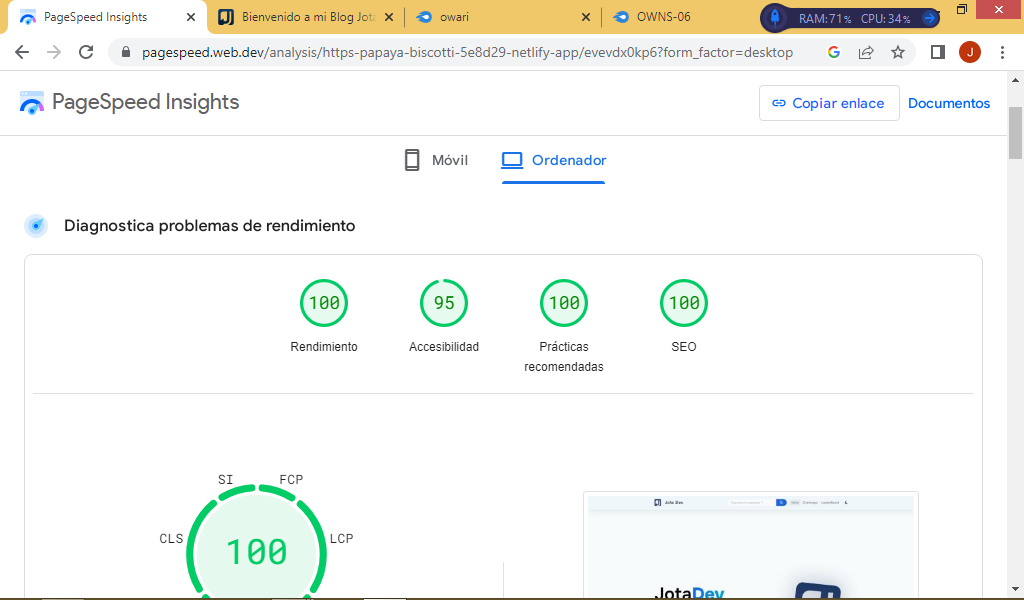 PageSpeed Insights
Bienvenido a mi Blog Jota
owari
OWNS-06
RAM:71% CPU:34%
pagespeed.web.dev/analysis/https-papaya-biscotti-5e8d29-netlify-app/evevdx0kp6?form_factor=desktop
J
PageSpeed Insights
Copiar enlace
Documentos
Móvil
Ordenador
Diagnostica problemas de rendimiento
100
95
100
100
Rendimiento
Accesibilidad
Prácticas
recomendadas
SEO
SI
FCP
CLS
LCP
100
Jota Dev
JotaDev